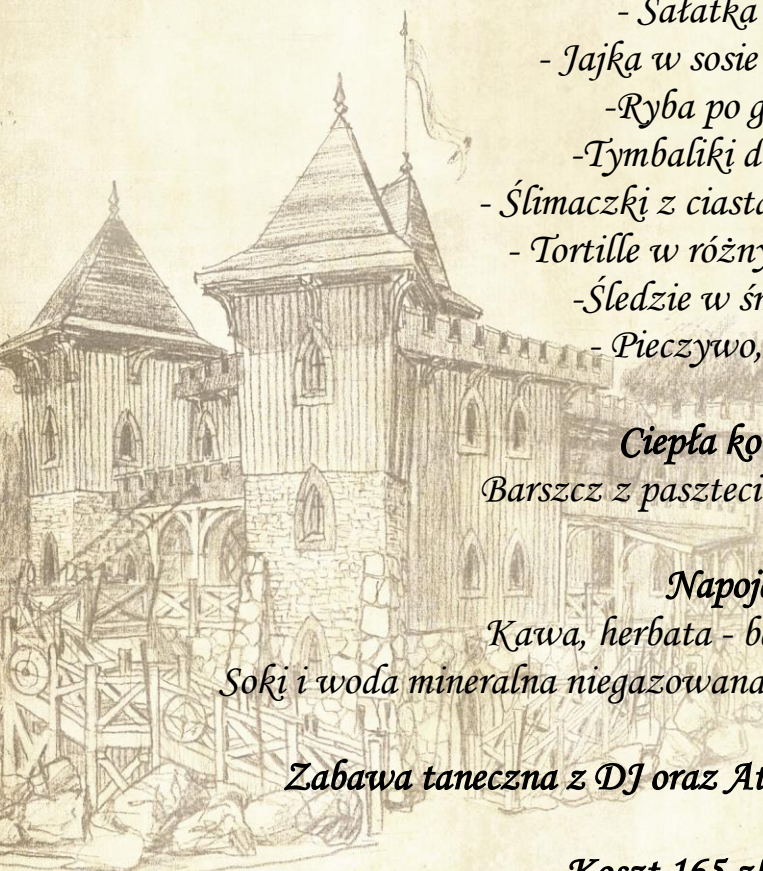 - Sałatka
- Jajka w sosie
-Ryba po g
-Tymbaliki d
- Ślimaczki z ciasta
- Tortille w różny
-Śledzie w śr
- Pieczywo,
Ciepła ko
Barszcz z paszteci
Napoje
Kawa, herbata - b
Soki i woda mineralna niegazowana
Zabawa taneczna z DJ oraz At
Koszt 165 zł